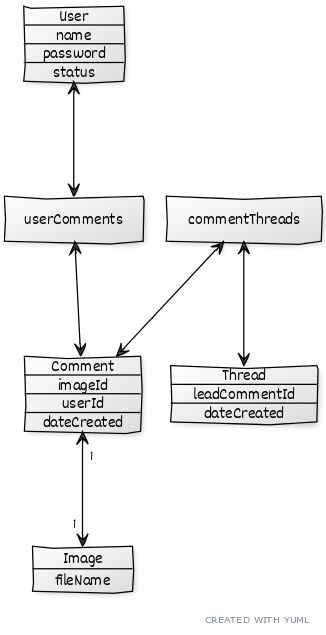 User
name
password
status
userComments
commentThreads
Comment
imageId
userId
dateCreated
Thread
leadCommentId
dateCreated
1
1
Image
fileName
CREATED WITH YUML